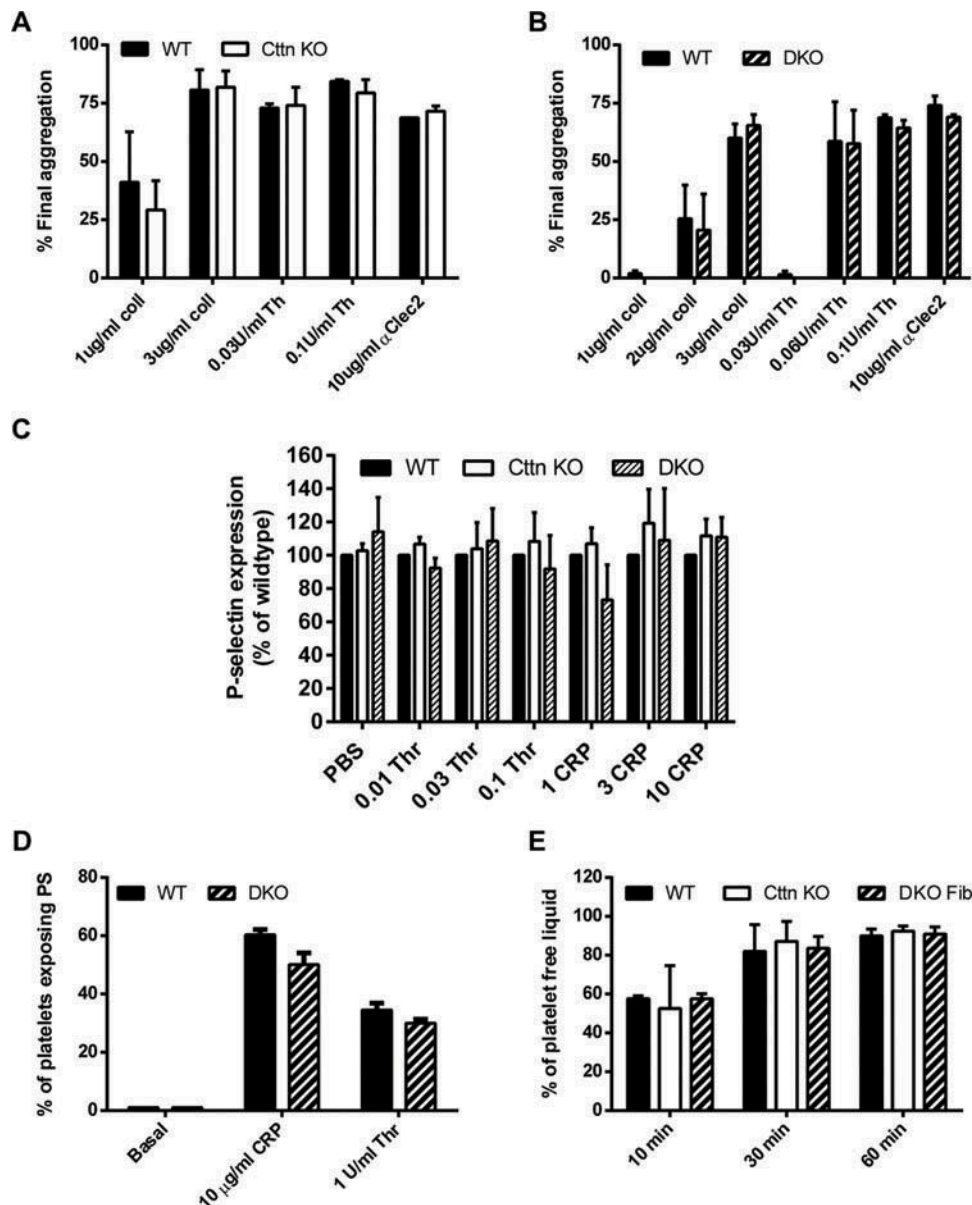 A
WT
Cttn KO
% Final aggregation
100
75
50
25
0
1ug/ml coll
3ug/ml coll
0.03U/ml Th
0.1U/ml Th
10ug/ml αClec2
B
WT
DKO
% Final aggregation
100
75
50
25
0
1ug/ml coll
2ug/ml coll
3ug/ml coll
0.03U/ml Th
0.06U/ml Th
0.1U/ml Th
10ug/ml αClec2
C
WT
Cttn KO
DKO
P-selectin expression
(% of wildtype)
160
140
120
100
80
60
40
20
0
PBS
0.01 Thr
0.03 Thr
0.1 Thr
1 CRP
3 CRP
10 CRP
D
WT
DKO
% of platelets exposing PS
80
60
40
20
0
Basal
10 µg/ml CRP
1 U/ml Thr
E
WT
Cttn KO
DKO Fib
% of platelet free liquid
120
100
80
60
40
20
0
10 min
30 min
60 min